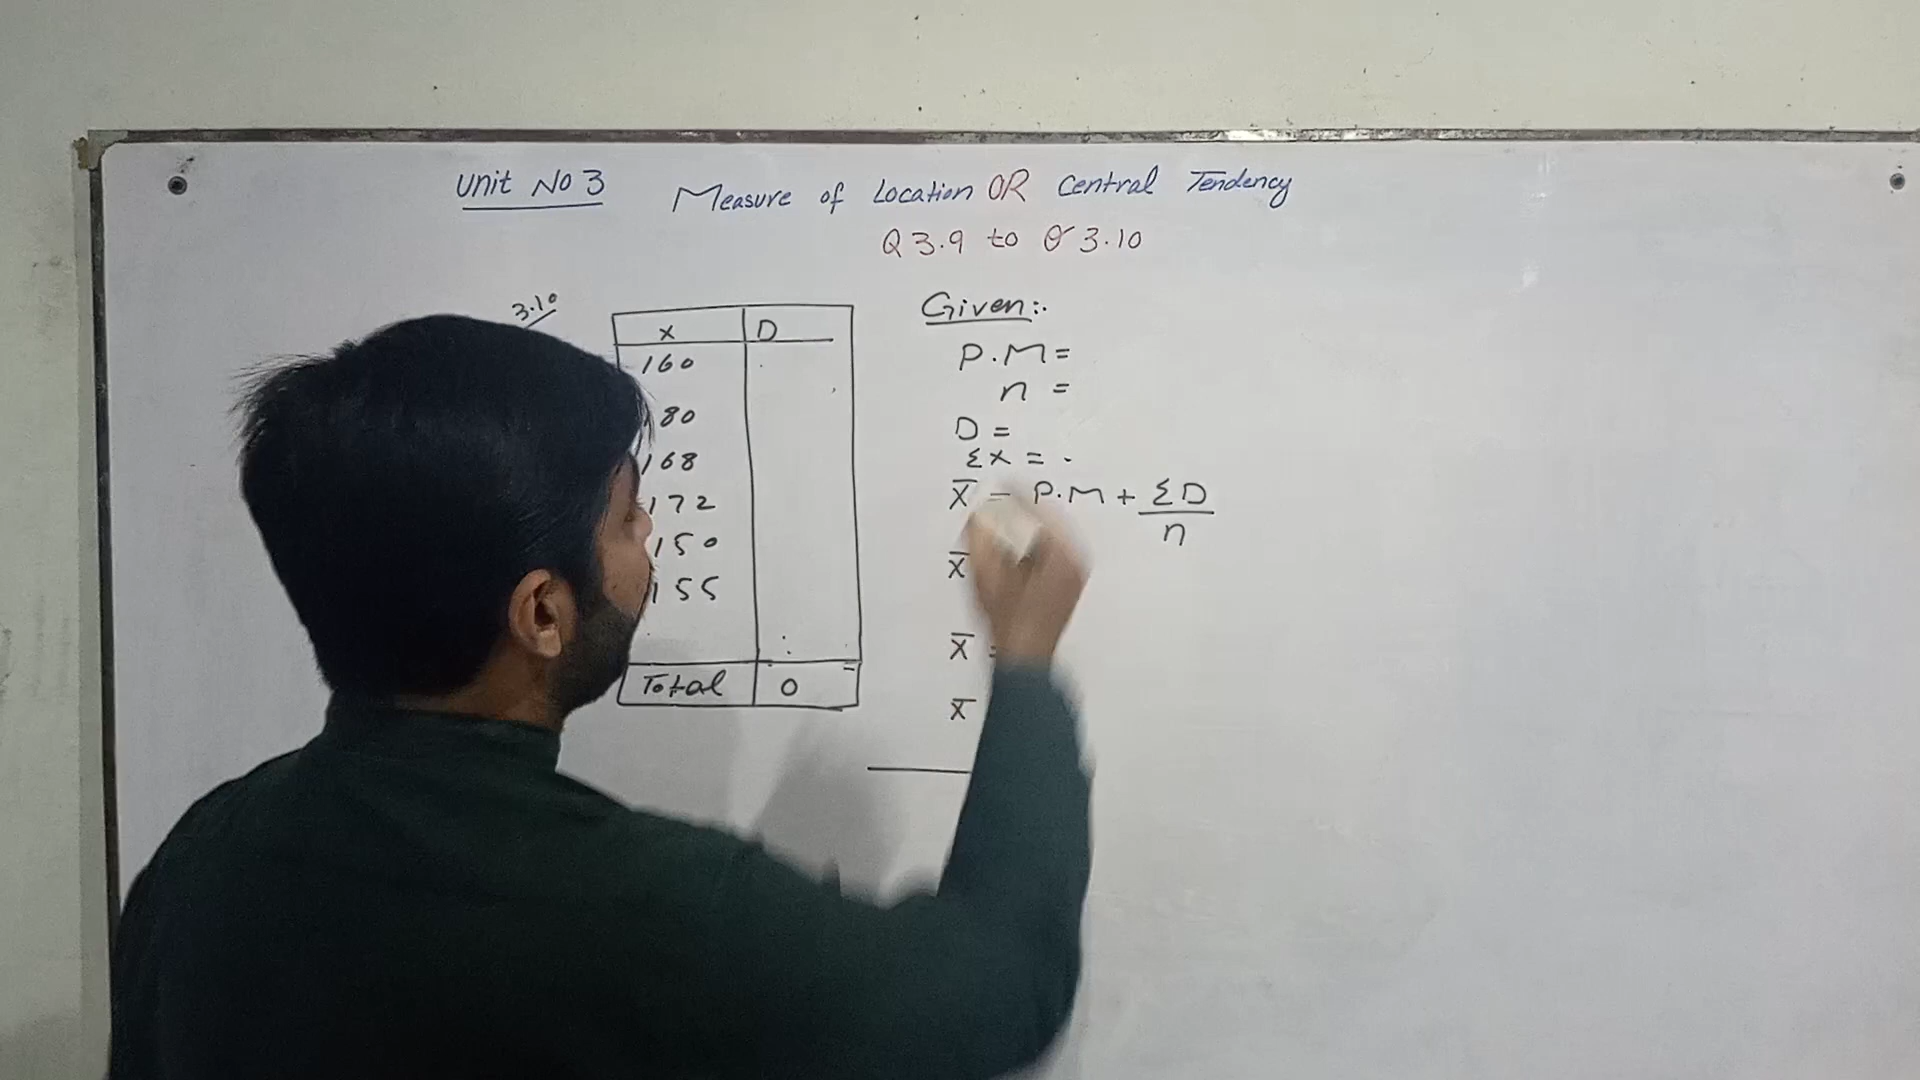 Unit No 3 Measure of Location OR Central Tendency
Q 3.9 to Q 3.10
3.10
X D
160
180
168
172
150
155
Total 0
Given:.
P.M =
n =
D =
ΣX =
X̄ = P.M + ΣD / n
X̄
X̄ =
X̄